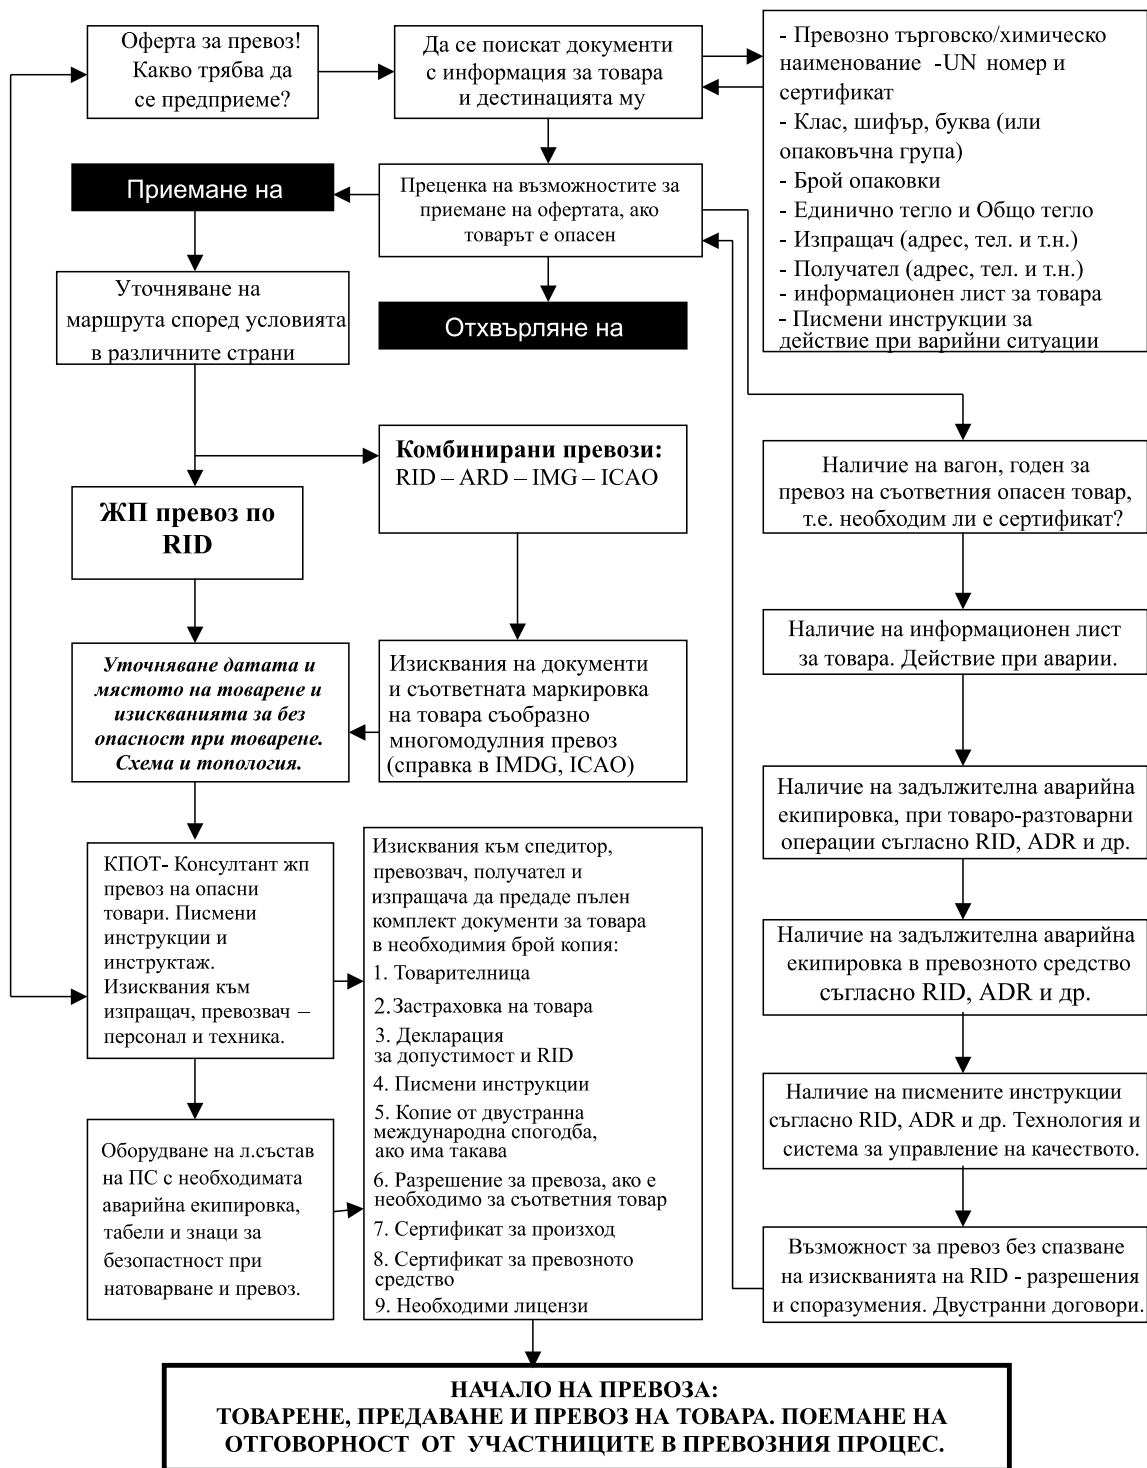 Оферта за превоз!
Какво трябва да
се предприеме?
Да се поискат документи
с информация за товара
и дестинацията му
- Превозно търговско/химическо
наименование -UN номер и
сертификат
- Клас, шифър, буква (или
опаковъчна група)
- Брой опаковки
- Единично тегло и Общо тегло
- Изпращач (адрес, тел. и т.н.)
- Получател (адрес, тел. и т.н.)
- информационен лист за товара
- Писмени инструкции за
действие при варийни ситуации
Приемане на
Преценка на възможностите за
приемане на офертата, ако
товарът е опасен
Уточняване на
маршрута според условията
в различните страни
Отхвърляне на
Комбинирани превози:
RID – ARD – IMG – ICAO
ЖП превоз по
RID
Наличие на вагон, годен за
превоз на съответния опасен товар,
т.е. необходим ли е сертификат?
Наличие на информационен лист
за товара. Действие при аварии.
Уточняване датата и
мястото на товарене и
изискванията за без
опасност при товарене.
Схема и топология.
Изисквания на документи
и съответната маркировка
на товара съобразно
многомодулния превоз
(справка в IMDG, ICAO)
Наличие на задължителна аварийна
екипировка, при товаро-разтоварни
операции съгласно RID, ADR и др.
КПОТ- Консултант жп
превоз на опасни
товари. Писмени
инструкции и
инструктаж.
Изисквания към
изпращач, превозвач –
персонал и техника.
Изисквания към спедитор,
превозвач, получател и
изпращача да предаде пълен
комплект документи за товара
в необходимия брой копия:
1. Товарителница
2. Застраховка на товара
3. Декларация
за допустимост и RID
4. Писмени инструкции
5. Копие от двустранна
международна спогодба,
ако има такава
6. Разрешение за превоза, ако е
необходимо за съответния товар
7. Сертификат за произход
8. Сертификат за превозното
средство
9. Необходими лицензи
Наличие на задължителна аварийна
екипировка в превозното средство
съгласно RID, ADR и др.
Наличие на писмените инструкции
съгласно RID, ADR и др. Технология и
система за управление на качеството.
Оборудване на л.състав
на ПС с необходимата
аварийна екипировка,
табели и знаци за
безопастност при
натоварване и превоз.
Възможност за превоз без спазване
на изискванията на RID - разрешения
и споразумения. Двустранни договори.
НАЧАЛО НА ПРЕВОЗА:
ТОВАРЕНЕ, ПРЕДАВАНЕ И ПРЕВОЗ НА ТОВАРА. ПОЕМАНЕ НА
ОТГОВОРНОСТ ОТ УЧАСТНИЦИТЕ В ПРЕВОЗНИЯ ПРОЦЕС.